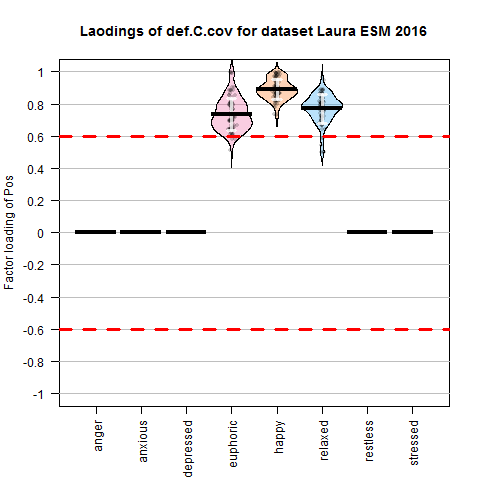 Laodings of def.C.cov for dataset Laura ESM 2016
Factor loading of Pos
1
0.8
0.6
0.4
0.2
0
-0.2
-0.4
-0.6
-0.8
-1
anger
anxious
depressed
euphoric
happy
relaxed
restless
stressed